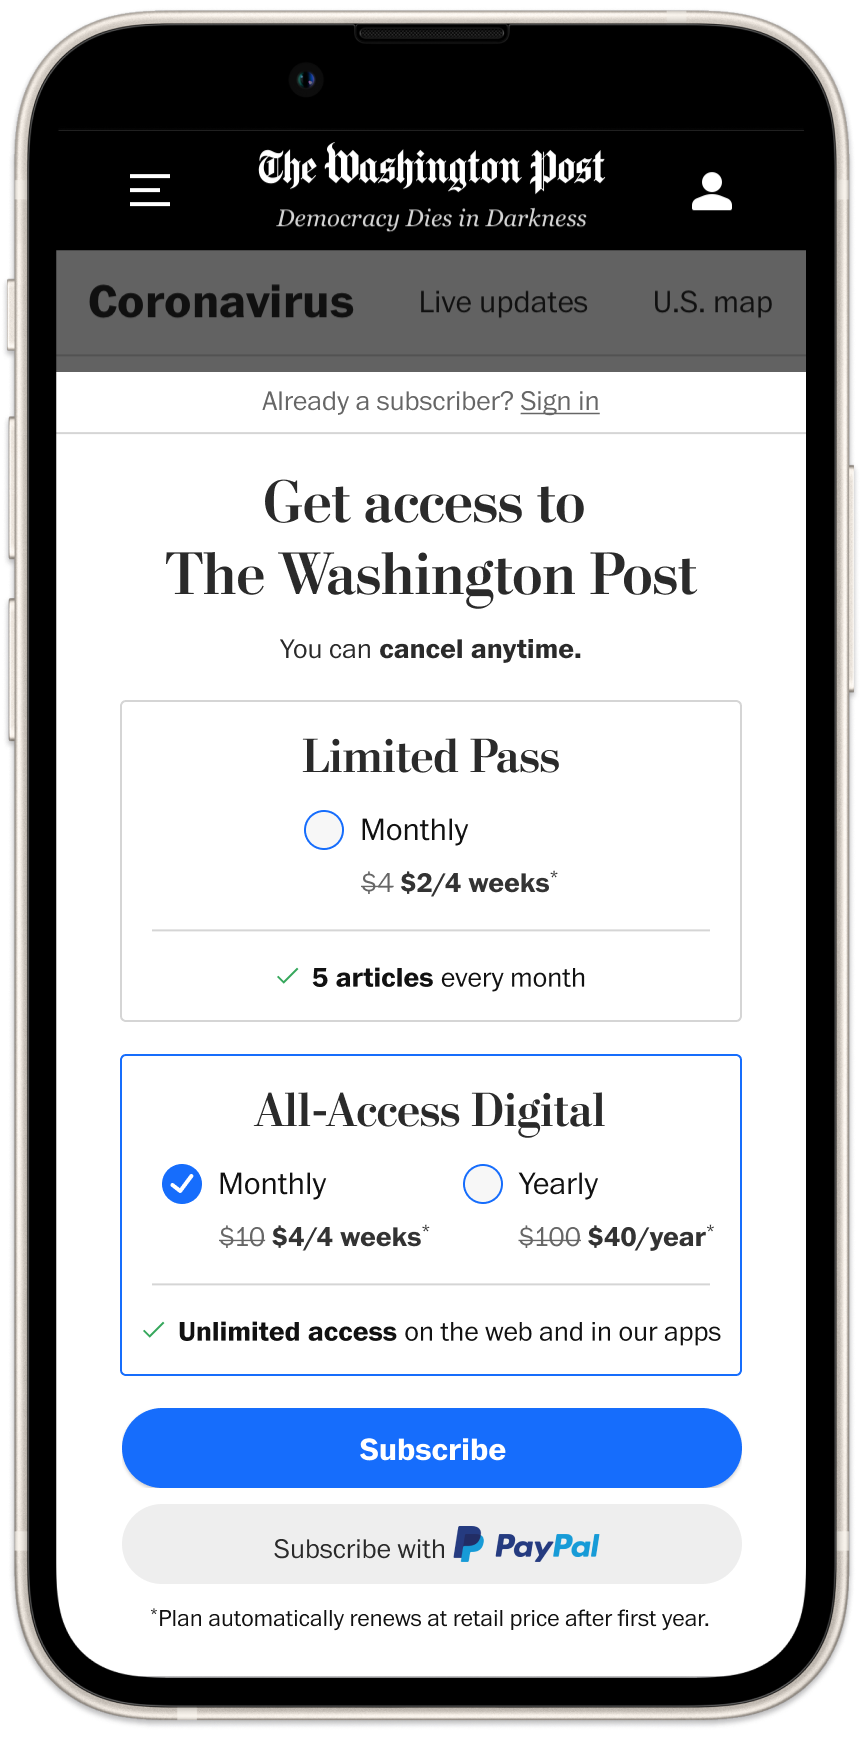 The Washington Post
Democracy Dies in Darkness
Coronavirus Live updates U.S. map
Already a subscriber? Sign in
Get access to
The Washington Post
You can cancel anytime.
Limited Pass
Monthly
$4 $2/4 weeks*
5 articles every month
All-Access Digital
Monthly Yearly
$10 $4/4 weeks* $100 $40/year*
Unlimited access on the web and in our apps
Subscribe
Subscribe with PayPal
*Plan automatically renews at retail price after first year.